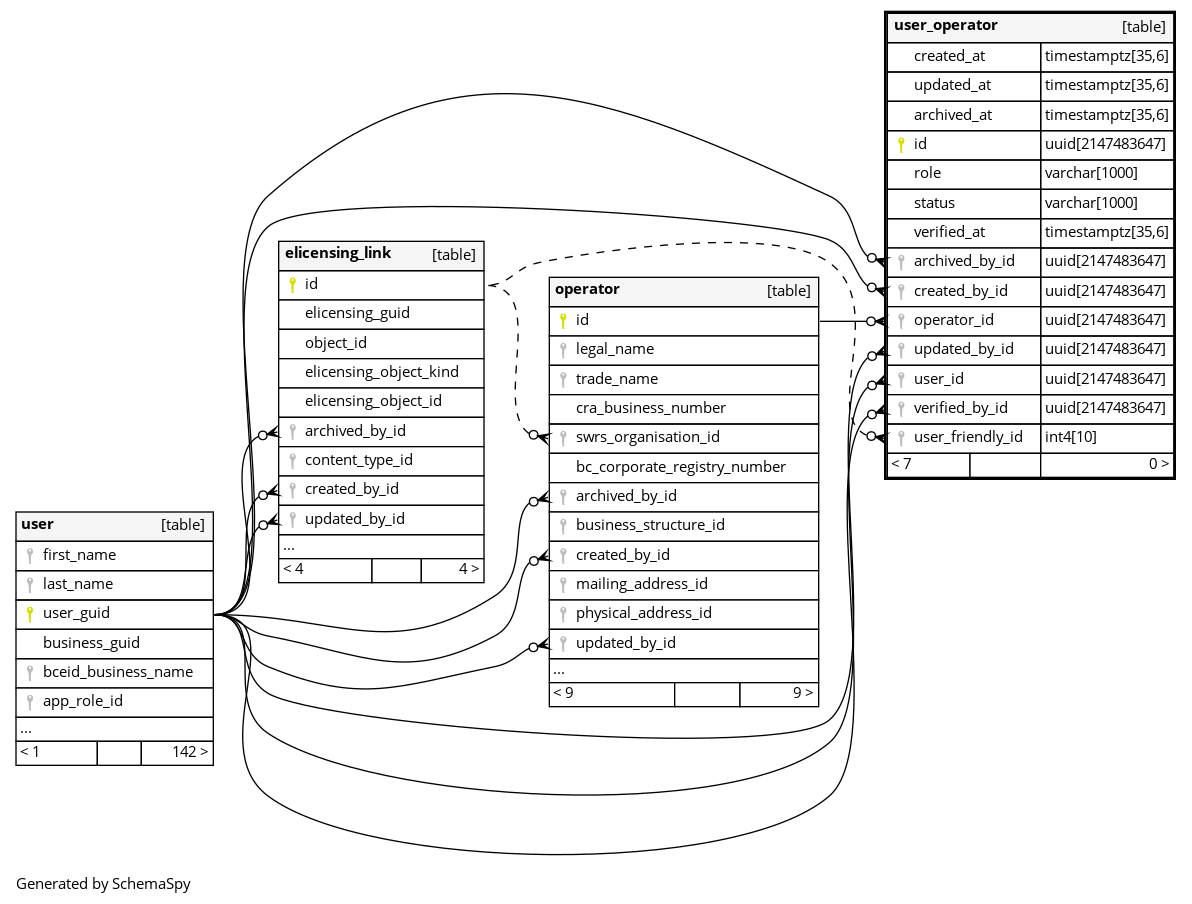 user_operator [table]
created_at timestamptz[35,6]
updated_at timestamptz[35,6]
archived_at timestamptz[35,6]
id uuid[2147483647]
role varchar[1000]
status varchar[1000]
verified_at timestamptz[35,6]
archived_by_id uuid[2147483647]
created_by_id uuid[2147483647]
operator_id uuid[2147483647]
updated_by_id uuid[2147483647]
user_id uuid[2147483647]
verified_by_id uuid[2147483647]
user_friendly_id int4[10]
< 7 0 >
elicensing_link [table]
id
elicensing_guid
object_id
elicensing_object_kind
elicensing_object_id
archived_by_id
content_type_id
created_by_id
updated_by_id
...
< 4 4 >
operator [table]
id
legal_name
trade_name
cra_business_number
swrs_organisation_id
bc_corporate_registry_number
archived_by_id
business_structure_id
created_by_id
mailing_address_id
physical_address_id
updated_by_id
...
< 9 9 >
user [table]
first_name
last_name
user_guid
business_guid
bceid_business_name
app_role_id
...
< 1 142 >
Generated by SchemaSpy